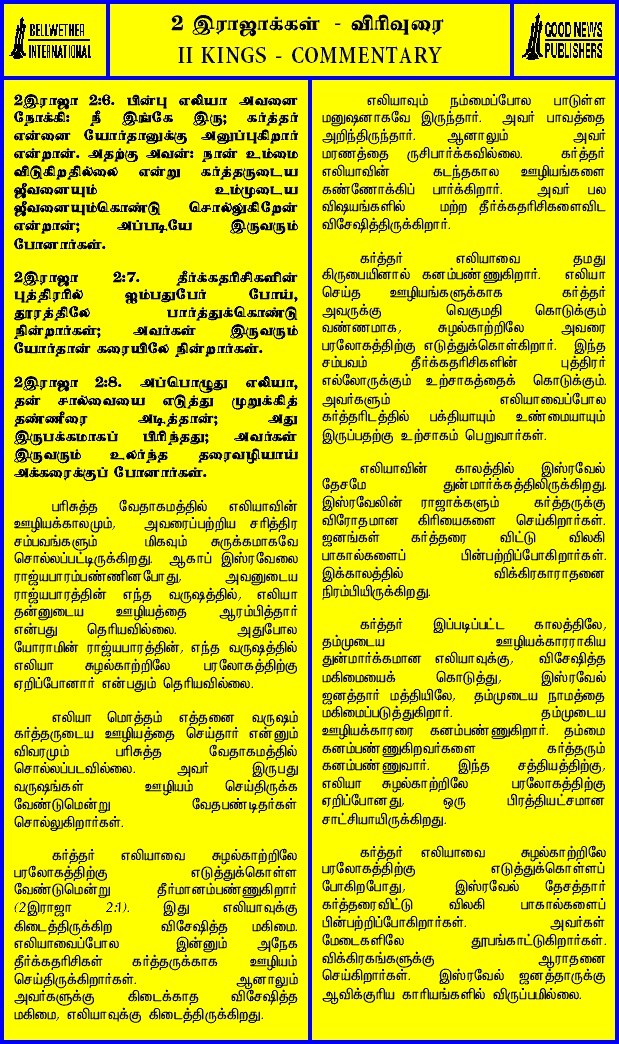 BELLWETHER
INTERNATIONAL
2 இராஜாக்கள் - விரிவுரை
II KINGS - COMMENTARY
GOOD NEWS
PUBLISHERS
2இராஜா 2:6. பின்பு எலியா அவனை
நோக்கி: நீ இங்கே இரு; கர்த்தர்
என்னை யோர்தானுக்கு அனுப்புகிறார்
என்றான். அதற்கு அவன்: நான் உம்மை
விடுகிறதில்லை என்று கர்த்தருடைய
ஜீவனையும் உம்முடைய
ஜீவனையும்கொண்டு சொல்லுகிறேன்
என்றான்; அப்படியே இருவரும்
போனார்கள்.
2இராஜா 2:7. தீர்க்கதரிசிகளின்
புத்திரரில் ஐம்பதுபேர் போய்,
தூரத்திலே பார்த்துக்கொண்டு
நின்றார்கள்; அவர்கள் இருவரும்
யோர்தான் கரையிலே நின்றார்கள்.
2இராஜா 2:8. அப்பொழுது எலியா,
தன் சால்வையை எடுத்து முறுக்கித்
தண்ணீரை அடித்தான்; அது
இருபக்கமாகப் பிரிந்தது; அவர்கள்
இருவரும் உலர்ந்த தரைவழியாய்
அக்கரைக்குப் போனார்கள்.
பரிசுத்த வேதாகமத்தில் எலியாவின்
ஊழியக்காலமும், அவரைப்பற்றிய சரித்திர
சம்பவங்களும் மிகவும் சுருக்கமாகவே
சொல்லப்பட்டிருக்கிறது. ஆகாப் இஸ்ரவேலை
ராஜ்யபாரம்பண்ணினபோது, அவனுடைய
ராஜ்யபாரத்தின் எந்த வருஷத்தில், எலியா
தன்னுடைய ஊழியத்தை ஆரம்பித்தார்
என்பது தெரியவில்லை. அதுபோல
யோராமின் ராஜ்யபாரத்தின், எந்த வருஷத்தில்
எலியா சுழல்காற்றிலே பரலோகத்திற்கு
ஏறிப்போனார் என்பதும் தெரியவில்லை.
எலியா மொத்தம் எத்தனை வருஷம்
கர்த்தருடைய ஊழியத்தை செய்தார் என்னும்
விவரமும் பரிசுத்த வேதாகமத்தில்
சொல்லப்படவில்லை. அவர் இருபது
வருஷங்கள் ஊழியம் செய்திருக்க
வேண்டுமென்று வேதபண்டிதர்கள்
சொல்லுகிறார்கள்.
கர்த்தர் எலியாவை சுழல்காற்றிலே
பரலோகத்திற்கு எடுத்துக்கொள்ள
வேண்டுமென்று தீர்மானம்பண்ணுகிறார்
(2இராஜா 2:1). இது எலியாவுக்கு
கிடைத்திருக்கிற விசேஷித்த மகிமை.
எலியாவைப்போல இன்னும் அநேக
தீர்க்கதரிசிகள் கர்த்தருக்காக ஊழியம்
செய்திருக்கிறார்கள். ஆனாலும்
அவர்களுக்கு கிடைக்காத விசேஷித்த
மகிமை, எலியாவுக்கு கிடைத்திருக்கிறது.
எலியாவும் நம்மைப்போல பாடுள்ள
மனுஷனாகவே இருந்தார். அவர் பாவத்தை
அறிந்திருந்தார். ஆனாலும் அவர்
மரணத்தை ருசிபார்க்கவில்லை. கர்த்தர்
எலியாவின் கடந்தகால ஊழியங்களை
கண்ணோக்கிப் பார்க்கிறார். அவர் பல
விஷயங்களில் மற்ற தீர்க்கதரிசிகளைவிட
விசேஷித்திருக்கிறார்.
கர்த்தர் எலியாவை தமது
கிருபையினால் கனம்பண்ணுகிறார். எலியா
செய்த ஊழியங்களுக்காக கர்த்தர்
அவருக்கு வெகுமதி கொடுக்கும்
வண்ணமாக, சுழல்காற்றிலே அவரை
பரலோகத்திற்கு எடுத்துக்கொள்கிறார். இந்த
சம்பவம் தீர்க்கதரிசிகளின் புத்திரர்
எல்லோருக்கும் உற்சாகத்தைக் கொடுக்கும்.
அவர்களும் எலியாவைப்போல
கர்த்தரிடத்தில் பக்தியாயும் உண்மையாயும்
இருப்பதற்கு உற்சாகம் பெறுவார்கள்.
எலியாவின் காலத்தில் இஸ்ரவேல்
தேசமே துன்மார்க்கத்திலிருக்கிறது.
இஸ்ரவேலின் ராஜாக்களும் கர்த்தருக்கு
விரோதமான கிரியைகளை செய்கிறார்கள்.
ஜனங்கள் கர்த்தரை விட்டு விலகி
பாகால்களைப் பின்பற்றிப்போகிறார்கள்.
இக்காலத்தில் விக்கிரகாராதனை
நிரம்பியிருக்கிறது.
கர்த்தர் இப்படிப்பட்ட காலத்திலே,
தம்முடைய ஊழியக்காரராகிய
துன்மார்க்கமான எலியாவுக்கு, விசேஷித்த
மகிமையைக் கொடுத்து, இஸ்ரவேல்
ஜனத்தார் மத்தியிலே, தம்முடைய நாமத்தை
மகிமைப்படுத்துகிறார். தம்முடைய
ஊழியக்காரரை கனம்பண்ணுகிறார். தம்மை
கனம்பண்ணுகிறவர்களை கர்த்தரும்
கனம்பண்ணுவார். இந்த சத்தியத்திற்கு,
எலியா சுழல்காற்றிலே பரலோகத்திற்கு
ஏறிப்போனது, ஒரு பிரத்தியட்சமான
சாட்சியாயிருக்கிறது.
கர்த்தர் எலியாவை சுழல்காற்றிலே
பரலோகத்திற்கு எடுத்துக்கொள்ளப்
போகிறபோது, இஸ்ரவேல் தேசத்தார்
கர்த்தரைவிட்டு விலகி பாகால்களைப்
பின்பற்றிப்போகிறார்கள். அவர்கள்
மேடைகளிலே தூபங்காட்டுகிறார்கள்.
விக்கிரகங்களுக்கு ஆராதனை
செய்கிறார்கள். இஸ்ரவேல் ஜனத்தாருக்கு
ஆவிக்குரிய காரியங்களில் விருப்பமில்லை.